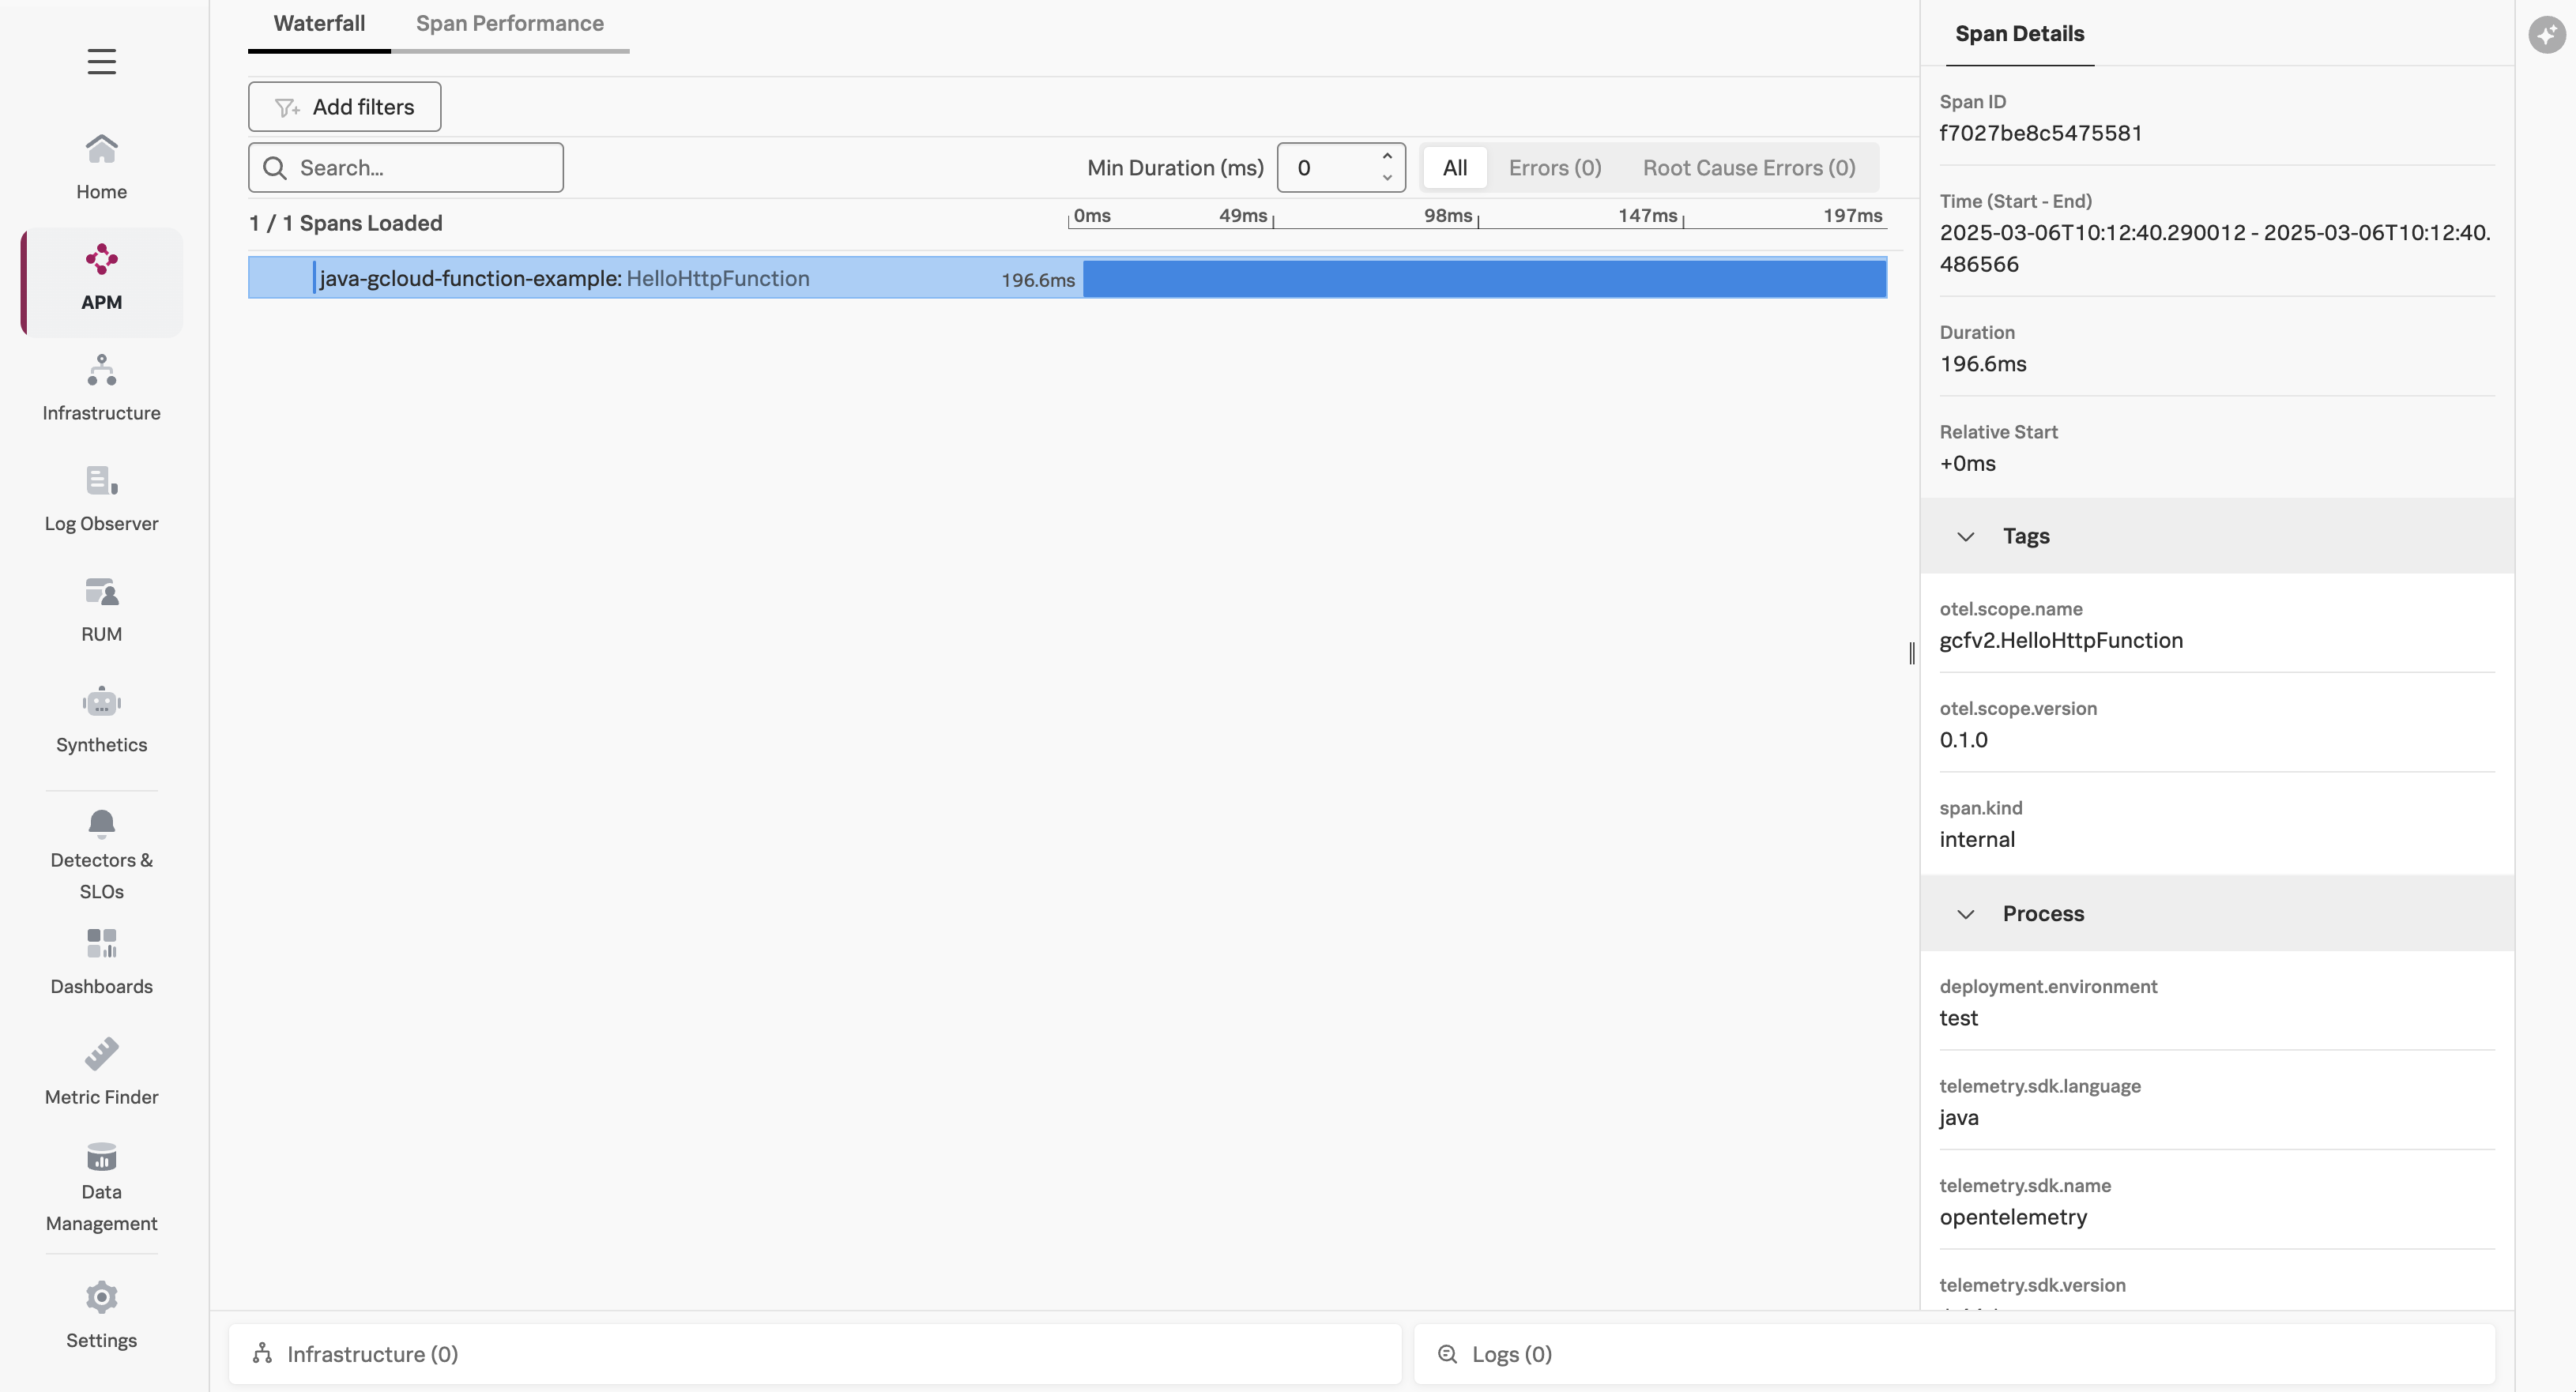 Home
APM
Infrastructure
Log Observer
RUM
Synthetics
Detectors &
SLOs
Dashboards
Metric Finder
Data
Management
Settings
Waterfall
Span Performance
Add filters
Search...
Min Duration (ms)
0
All
Errors (0)
Root Cause Errors (0)
1 / 1 Spans Loaded
0ms
49ms
98ms
147ms
197ms
java-gcloud-function-example: HelloHttpFunction
196.6ms
Infrastructure (0)
Logs (0)
Span Details
Span ID
f7027be8c5475581
Time (Start - End)
2025-03-06T10:12:40.290012 - 2025-03-06T10:12:40.
486566
Duration
196.6ms
Relative Start
+0ms
Tags
otel.scope.name
gcfv2.HelloHttpFunction
otel.scope.version
0.1.0
span.kind
internal
Process
deployment.environment
test
telemetry.sdk.language
java
telemetry.sdk.name
opentelemetry
telemetry.sdk.version